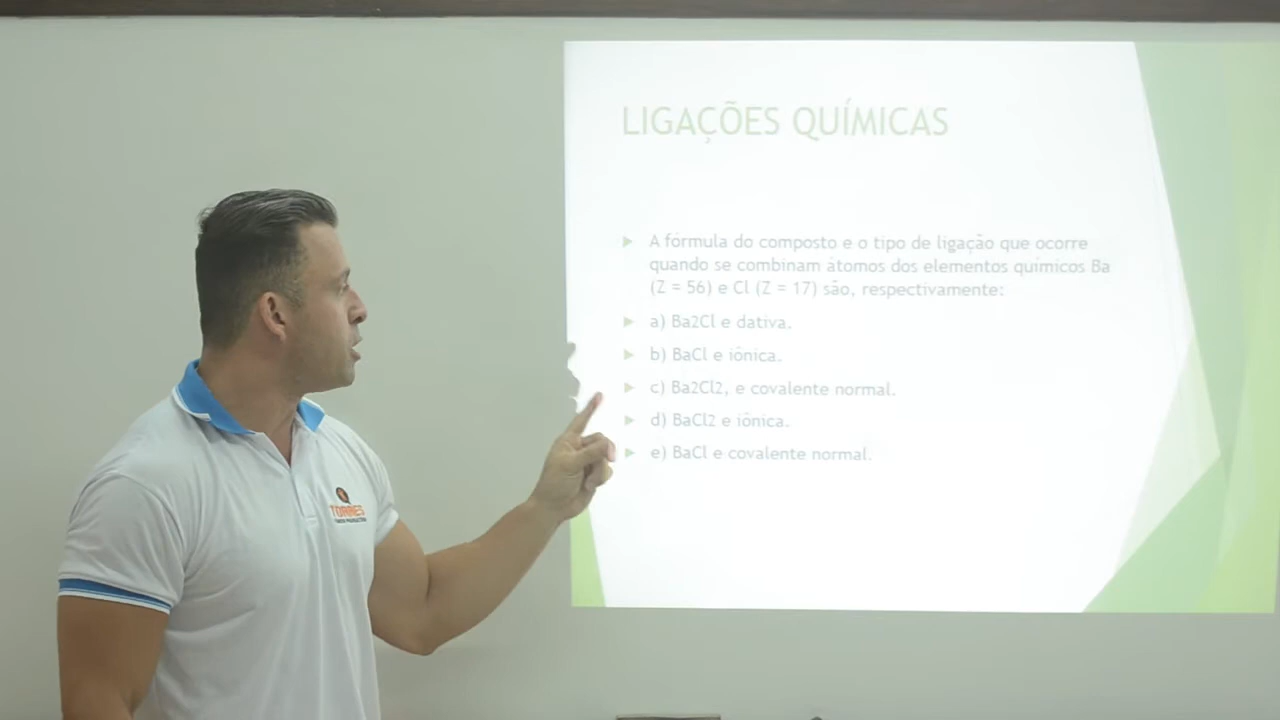 LIGAÇÕES QUÍMICAS
A fórmula do composto e o tipo de ligação que ocorre
quando se combinam átomos dos elementos químicos Ba
(Z = 56) e Cl (Z = 17) são, respectivamente:
a) Ba2Cl e dativa.
b) BaCl e iônica.
c) Ba2Cl2, e covalente normal.
d) BaCl2 e iônica.
e) BaCl e covalente normal.
TORRES